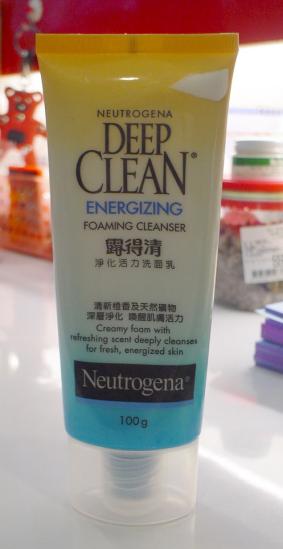 NEUTROGENA
DEEP
CLEAN®
ENERGIZING
FOAMING CLEANSER
露得清
淨化活力洗面乳
清新橙香及天然礦物
深層淨化 喚醒肌膚活力
Creamy foam with
refreshing scent deeply cleanses
for fresh, energized skin
Neutrogena®
100g